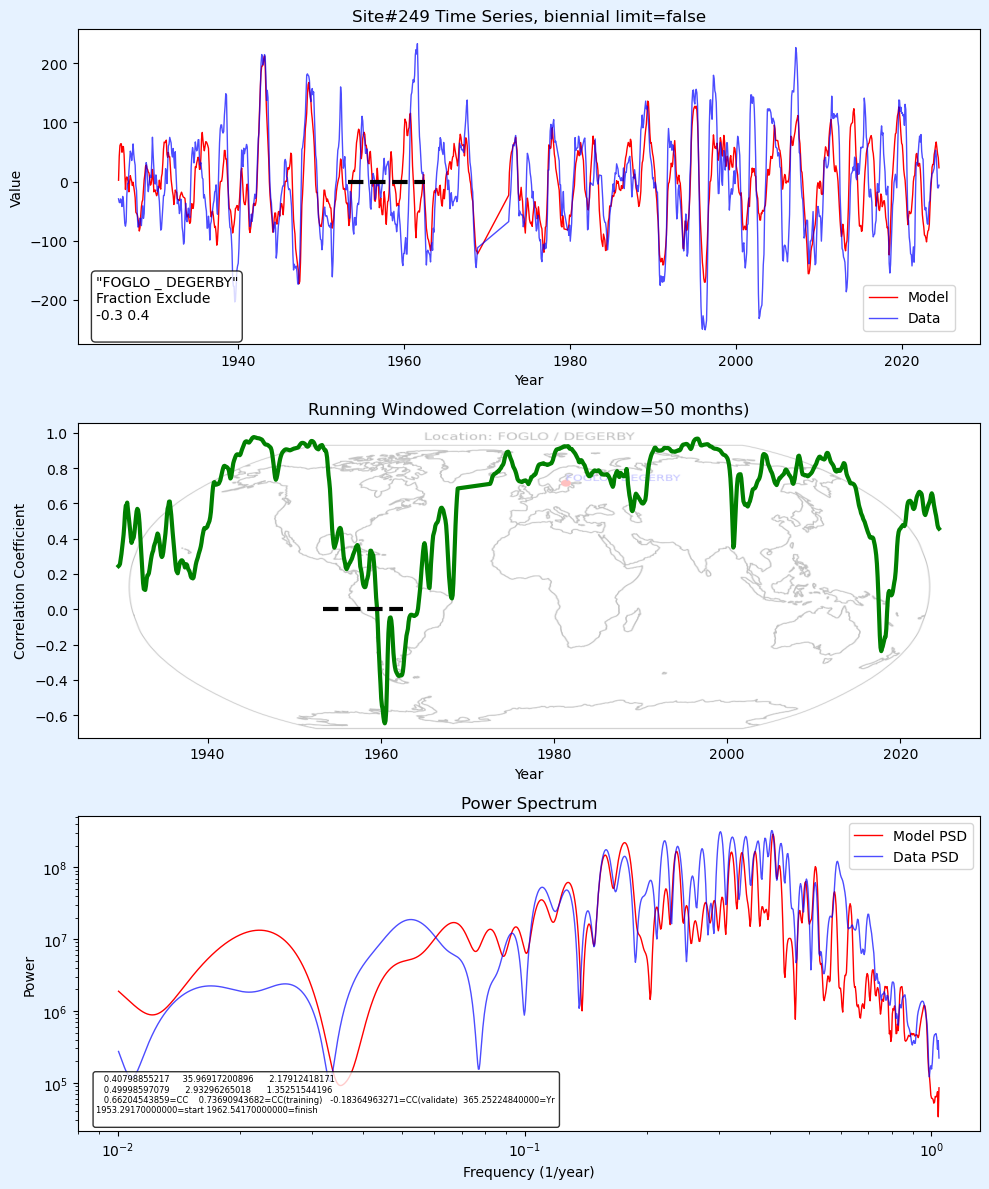 Site#249 Time Series, biennial limit=false
Value
200
100
0
−100
−200
"FOGLO _ DEGERBY"
Fraction Exclude
-0.3 0.4
Model
Data
1940
1960
1980
2000
2020
Year
Running Windowed Correlation (window=50 months)
Location: FOGLO / DEGERBY
FOGLO / DEGERBY
Correlation Coefficient
1.0
0.8
0.6
0.4
0.2
0.0
−0.2
−0.4
−0.6
1940
1960
1980
2000
2020
Year
Power Spectrum
Power
10^8
10^7
10^6
10^5
Model PSD
Data PSD
0.40798855217 35.96917200896 2.17912418171
0.49998597079 2.93296265018 1.35251544196
0.66204543859=CC 0.73690943682=CC(training) -0.18364963271=CC(validate) 365.25224840000=Yr
1953.29170000000=start 1962.54170000000=finish
10^−2
10^−1
10^0
Frequency (1/year)